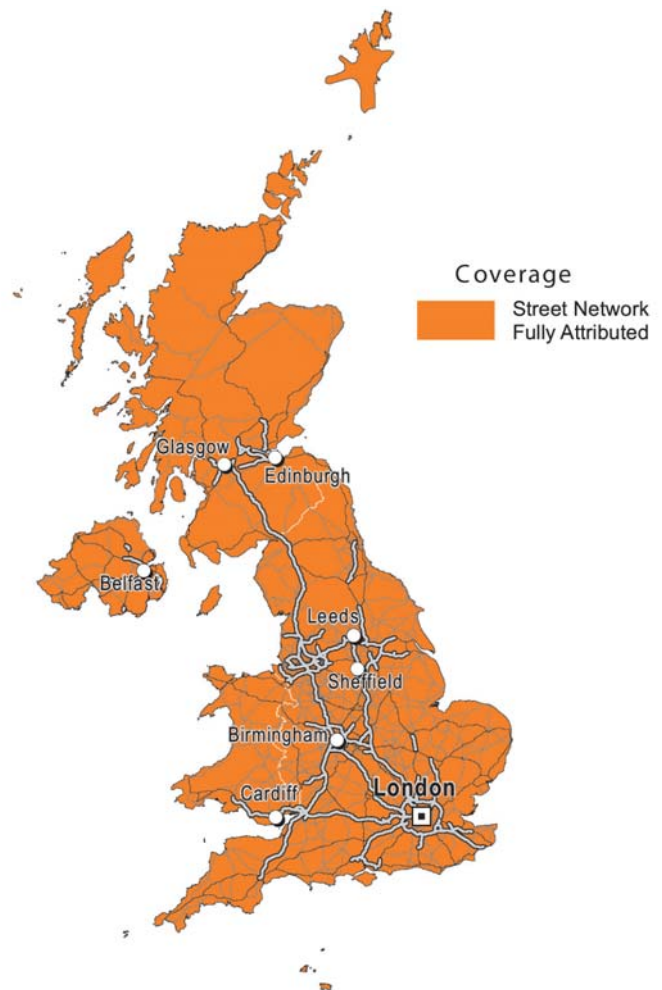 Coverage
Street Network
Fully Attributed
Glasgow
Edinburgh
Belfast
Leeds
Sheffield
Birmingham
London
Cardiff